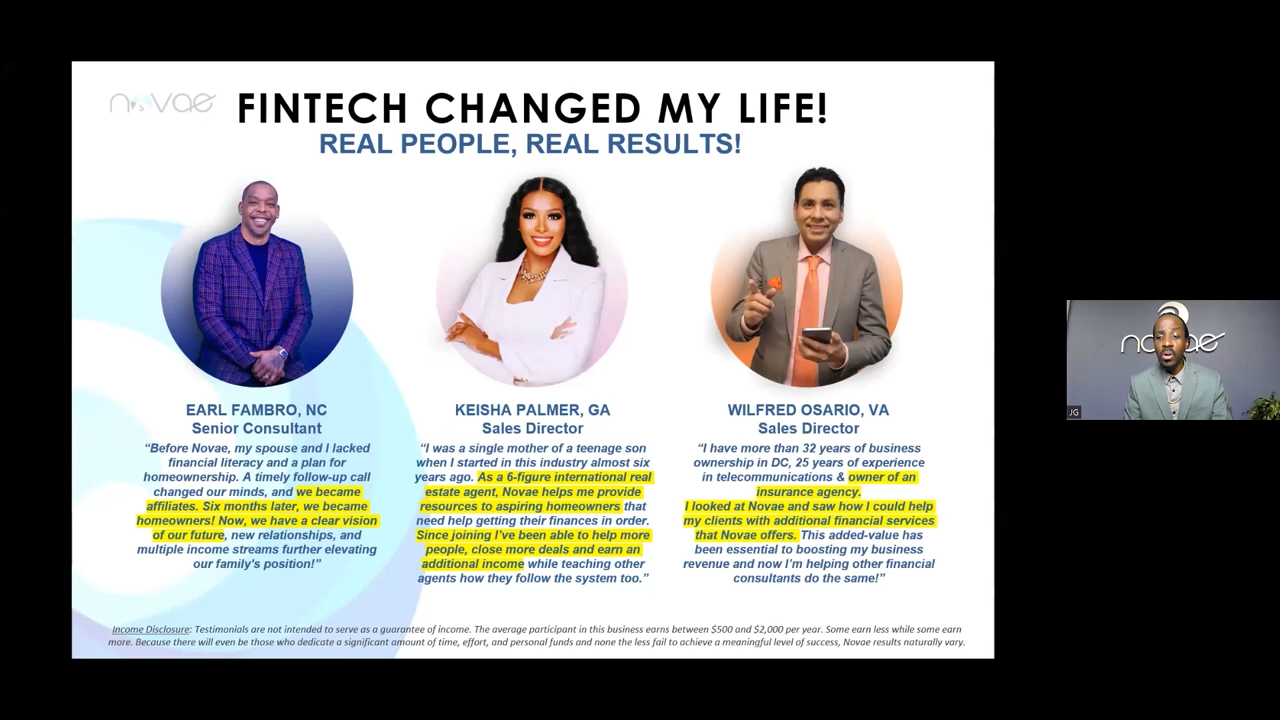 novae
FINTECH CHANGED MY LIFE!
REAL PEOPLE, REAL RESULTS!
EARL FAMBRO, NC
Senior Consultant
“Before Novae, my spouse and I lacked
financial literacy and a plan for
homeownership. A timely follow-up call
changed our minds, and we became
affiliates. Six months later, we became
homeowners! Now, we have a clear vision
of our future, new relationships, and
multiple income streams further elevating
our family's position!”
KEISHA PALMER, GA
Sales Director
“I was a single mother of a teenage son
when I started in this industry almost six
years ago. As a 6-figure international real
estate agent, Novae helps me provide
resources to aspiring homeowners that
need help getting their finances in order.
Since joining I've been able to help more
people, close more deals and earn an
additional income while teaching other
agents how they follow the system too.”
WILFRED OSARIO, VA
Sales Director
“I have more than 32 years of business
ownership in DC, 25 years of experience
in telecommunications & owner of an
insurance agency.
I looked at Novae and saw how I could help
my clients with additional financial services
that Novae offers. This added-value has
been essential to boosting my business
revenue and now I'm helping other financial
consultants do the same!”
Income Disclosure: Testimonials are not intended to serve as a guarantee of income. The average participant in this business earns between $500 and $2,000 per year. Some earn less while some earn
more. Because there will even be those who dedicate a significant amount of time, effort, and personal funds and none the less fail to achieve a meaningful level of success, Novae results naturally vary.
novae
JG